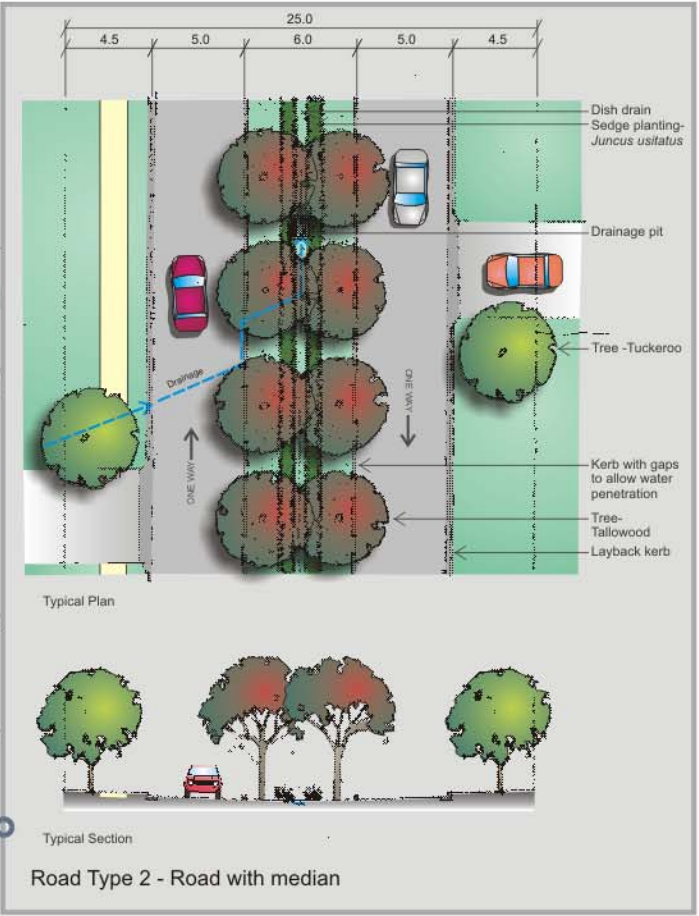 25.0
4.5 5.0 6.0 5.0 4.5
Dish drain
Sedge planting-
Juncus usitatus
Drainage pit
Tree -Tuckeroo
Drainage
ONE WAY
ONE WAY
Kerb with gaps
to allow water
penetration
Tree-
Tallowood
Layback kerb
Typical Plan
Typical Section
Road Type 2 - Road with median